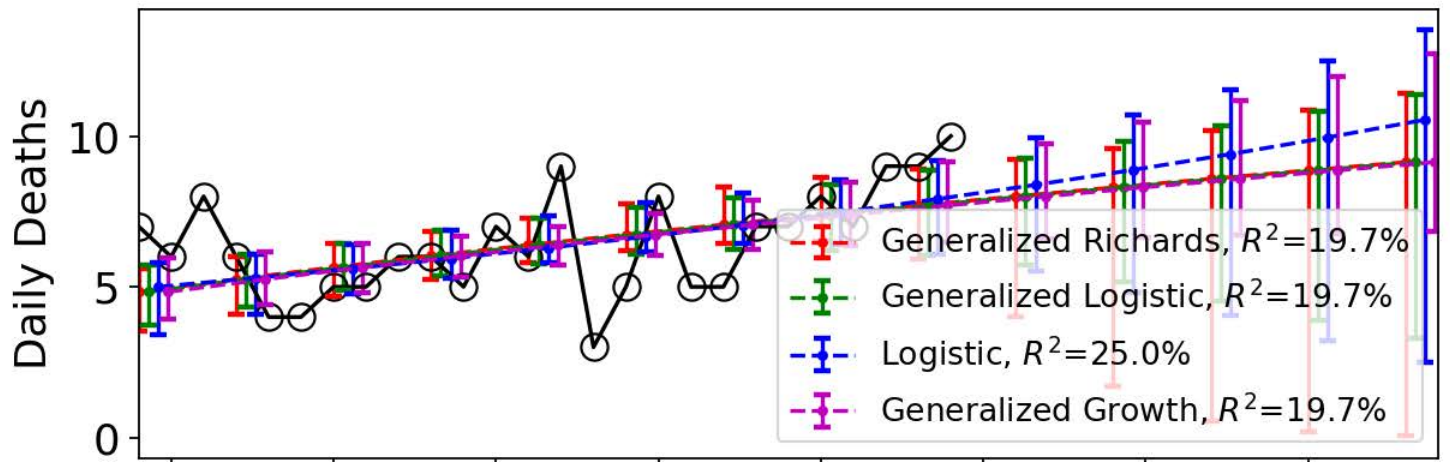 Daily Deaths
10
5
0
Generalized Richards, R²=19.7%
Generalized Logistic, R²=19.7%
Logistic, R²=25.0%
Generalized Growth, R²=19.7%